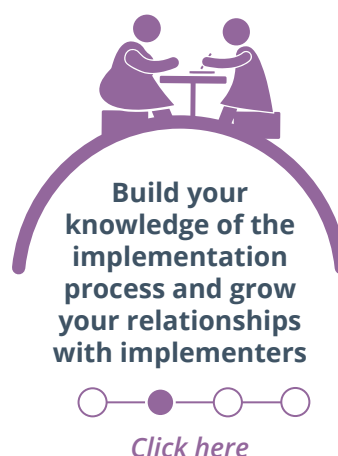 Build your
knowledge of the
implementation
process and grow
your relationships
with implementers
Click here